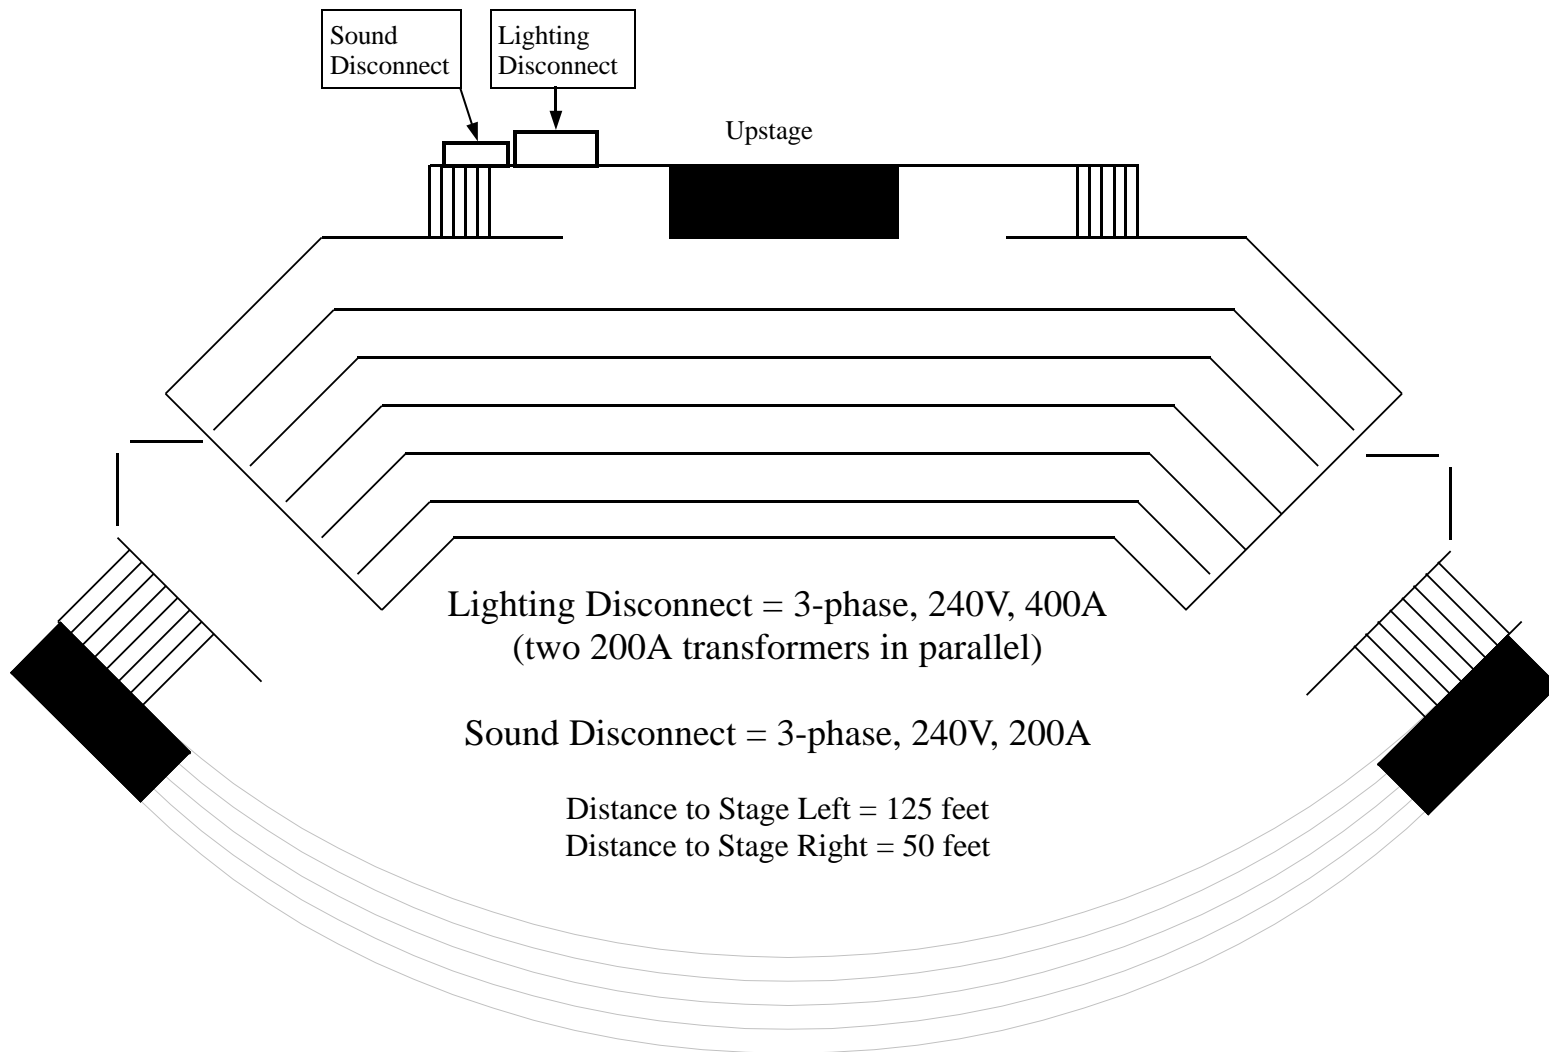 Sound
Disconnect
Lighting
Disconnect
Upstage
Lighting Disconnect = 3-phase, 240V, 400A
(two 200A transformers in parallel)
Sound Disconnect = 3-phase, 240V, 200A
Distance to Stage Left = 125 feet
Distance to Stage Right = 50 feet